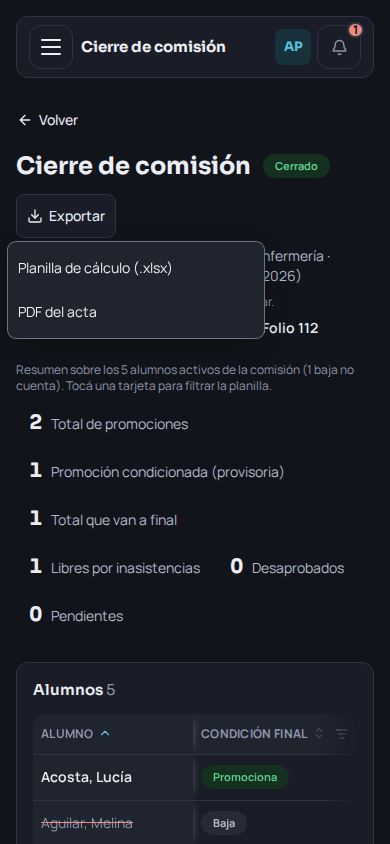 Cierre de comisión
AP
1
Volver
Cierre de comisión
Cerrado
Exportar
Planilla de cálculo (.xlsx)
PDF del acta
nfermería ·
2026)
ar.
Folio 112
Resumen sobre los 5 alumnos activos de la comisión (1 baja no
cuenta). Tocá una tarjeta para filtrar la planilla.
2 Total de promociones
1 Promoción condicionada (provisoria)
1 Total que van a final
1 Libres por inasistencias
0 Desaprobados
0 Pendientes
Alumnos 5
ALUMNO
CONDICIÓN FINAL
Acosta, Lucía
Promociona
Aguilar, Melina
Baja